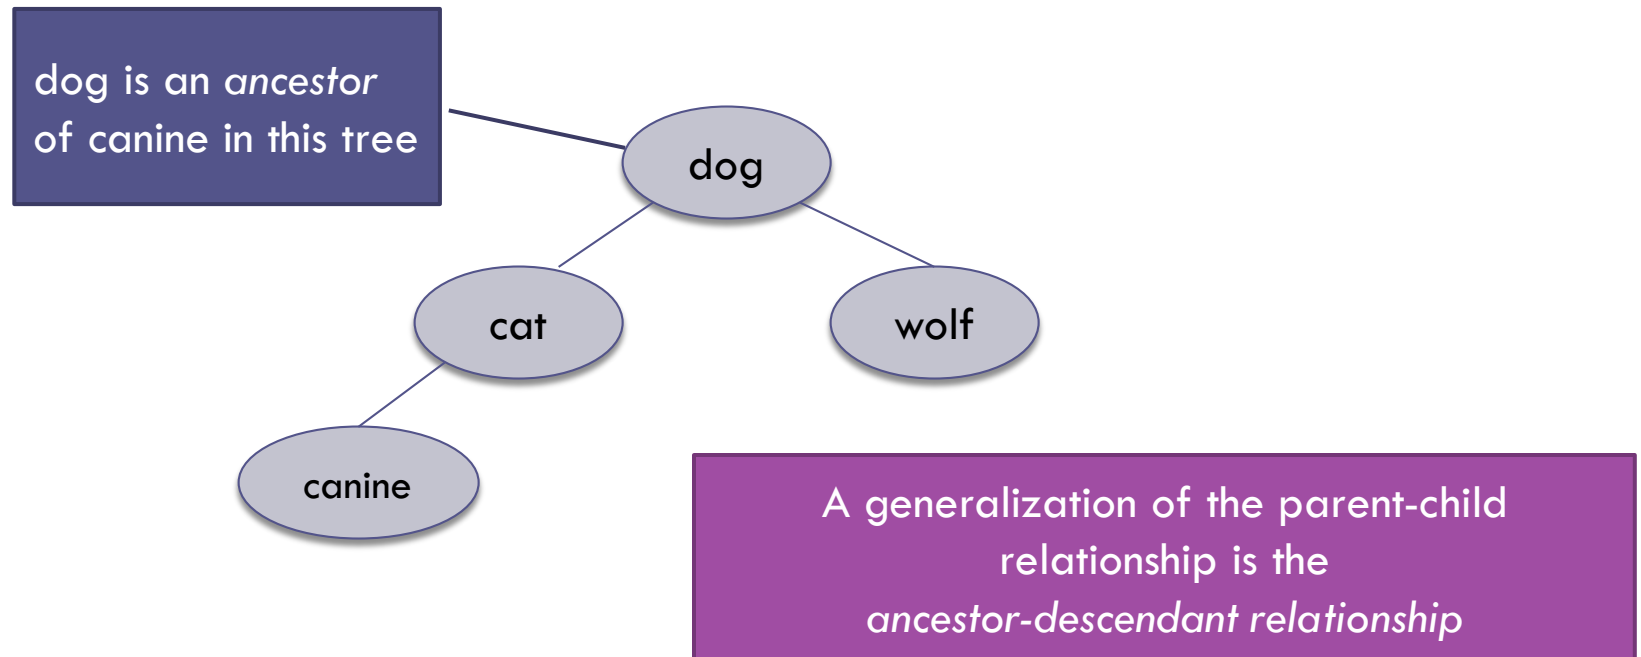 dog is an ancestor
of canine in this tree
dog
cat
wolf
canine
A generalization of the parent-child
relationship is the
ancestor-descendant relationship